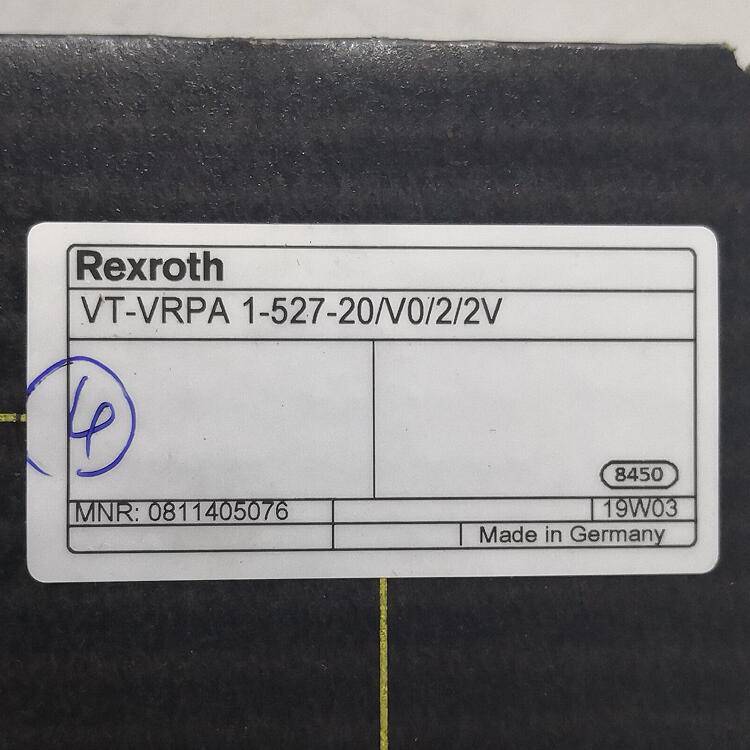 Rexroth
VT-VRPA 1-527-20/V0/2/2V
4
8450
MNR: 0811405076
19W03
Made in Germany